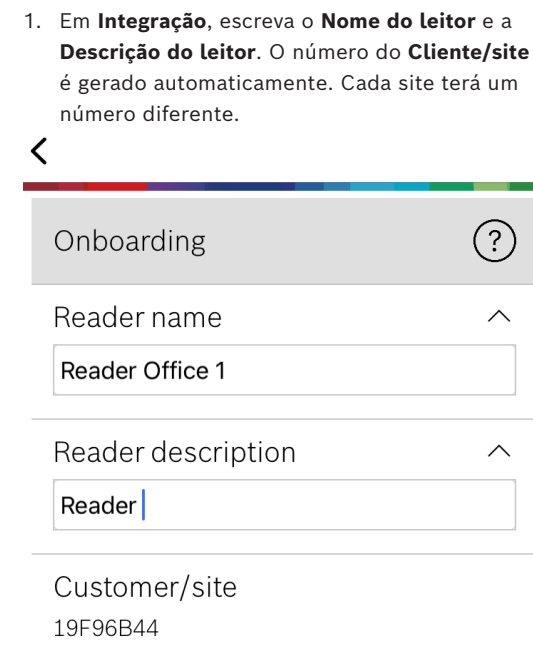 1. Em Integração, escreva o Nome do leitor e a
Descrição do leitor. O número do Cliente/site
é gerado automaticamente. Cada site terá um
número diferente.
Onboarding
?
Reader name
Reader Office 1
Reader description
Reader
Customer/site
19F96B44